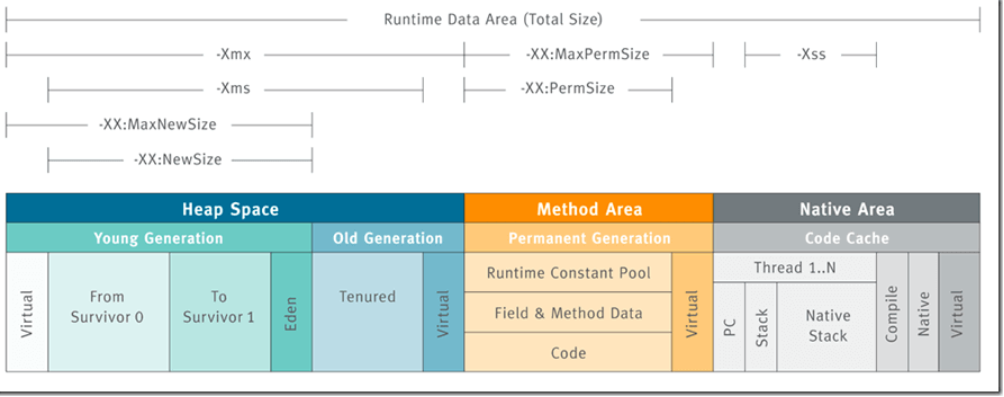 Runtime Data Area (Total Size)
-Xmx
-XX:MaxPermSize
-Xss
-Xms
-XX:PermSize
-XX:MaxNewSize
-XX:NewSize
Heap Space
Method Area
Native Area
Young Generation
Old Generation
Permanent Generation
Code Cache
Virtual
From
Survivor 0
To
Survivor 1
Eden
Tenured
Virtual
Runtime Constant Pool
Field & Method Data
Code
Virtual
Thread 1..N
PC
Stack
Native
Stack
Compile
Native
Virtual